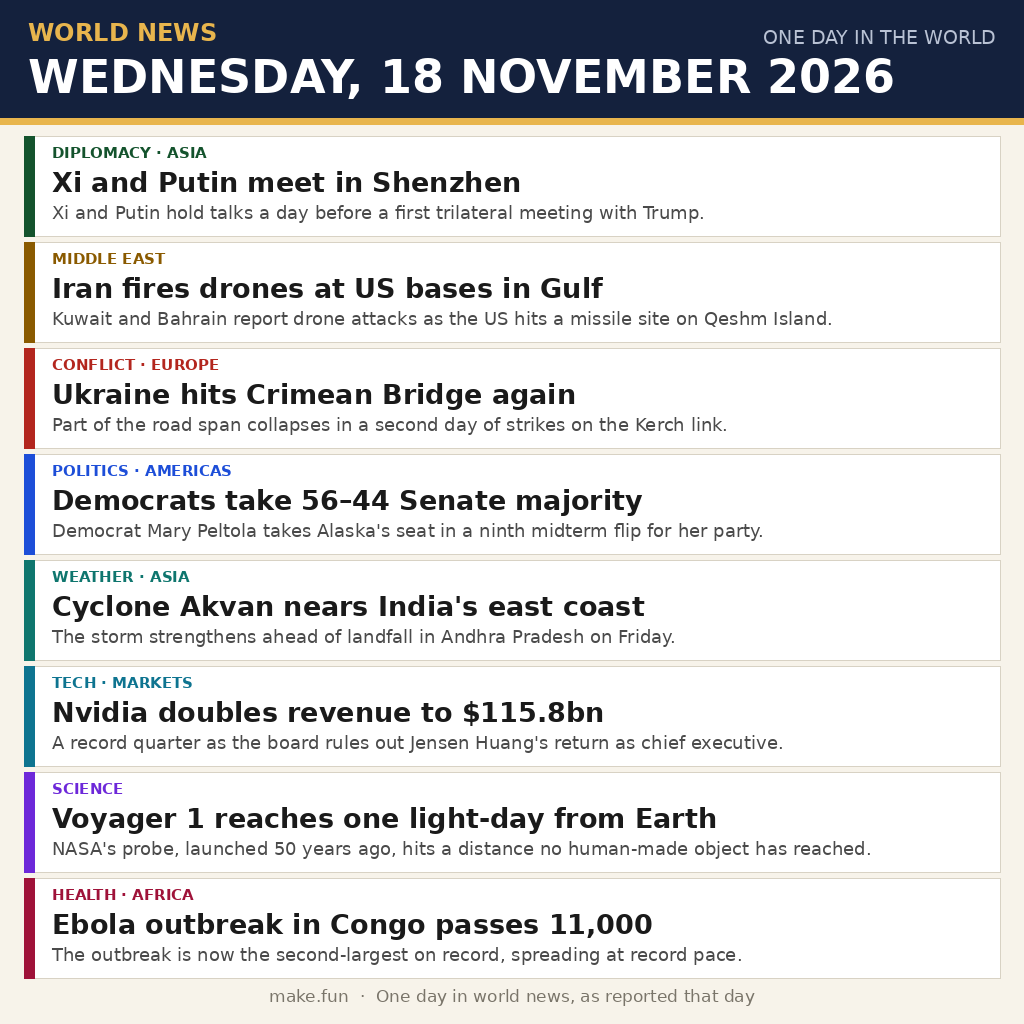 WORLD NEWS
ONE DAY IN THE WORLD
WEDNESDAY, 18 NOVEMBER 2026
DIPLOMACY · ASIA
Xi and Putin meet in Shenzhen
Xi and Putin hold talks a day before a first trilateral meeting with Trump.
MIDDLE EAST
Iran fires drones at US bases in Gulf
Kuwait and Bahrain report drone attacks as the US hits a missile site on Qeshm Island.
CONFLICT · EUROPE
Ukraine hits Crimean Bridge again
Part of the road span collapses in a second day of strikes on the Kerch link.
POLITICS · AMERICAS
Democrats take 56–44 Senate majority
Democrat Mary Peltola takes Alaska's seat in a ninth midterm flip for her party.
WEATHER · ASIA
Cyclone Akvan nears India's east coast
The storm strengthens ahead of landfall in Andhra Pradesh on Friday.
TECH · MARKETS
Nvidia doubles revenue to $115.8bn
A record quarter as the board rules out Jensen Huang's return as chief executive.
SCIENCE
Voyager 1 reaches one light-day from Earth
NASA's probe, launched 50 years ago, hits a distance no human-made object has reached.
HEALTH · AFRICA
Ebola outbreak in Congo passes 11,000
The outbreak is now the second-largest on record, spreading at record pace.
make.fun · One day in world news, as reported that day